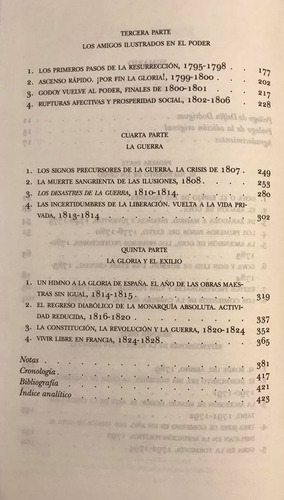 TERCERA PARTE
LOS AMIGOS ILUSTRADOS EN EL PODER
1. LOS PRIMEROS PASOS DE LA RESURRECCIÓN, 1795-1798 . . . 177
2. ASCENSO RÁPIDO. ¡POR FIN LA GLORIA!, 1799-1800 . . . . 201
3. GODOY VUELVE AL PODER, FINALES DE 1800-1801 . . . . 217
4. RUPTURAS AFECTIVAS Y PROSPERIDAD SOCIAL, 1802-1806 . . 228
CUARTA PARTE
LA GUERRA
1. LOS SIGNOS PRECURSORES DE LA GUERRA. LA CRISIS DE 1807. . 249
2. LA MUERTE SANGRIENTA DE LAS ILUSIONES, 1808. . . . . 253
3. LOS DESASTRES DE LA GUERRA, 1810-1814. . . . . . . 280
4. LAS INCERTIDUMBRES DE LA LIBERACIÓN. VUELTA A LA VIDA PRI-
VADA, 1813-1814 . . . . . . . . . . . . 302
QUINTA PARTE
LA GLORIA Y EL EXILIO
1. UN HIMNO A LA GLORIA DE ESPAÑA. EL AÑO DE LAS OBRAS MAES-
TRAS SIN IGUAL, 1814-1815 . . . . . . . . . 319
2. EL REGRESO DIABÓLICO DE LA MONARQUÍA ABSOLUTA. ACTIVI-
DAD REDUCIDA, 1816-1820 . . . . . . . . . 337
3. LA CONSTITUCIÓN, LA REVOLUCIÓN Y LA GUERRA, 1820-1824 352
4. VIVIR LIBRE EN FRANCIA, 1824-1828. . . . . . . . 365
Notas . . . . . . . . . . . . . . . 381
Cronología. . . . . . . . . . . . . . 417
Bibliografía . . . . . . . . . . . . . 421
Índice analítico . . . . . . . . . . . . 423